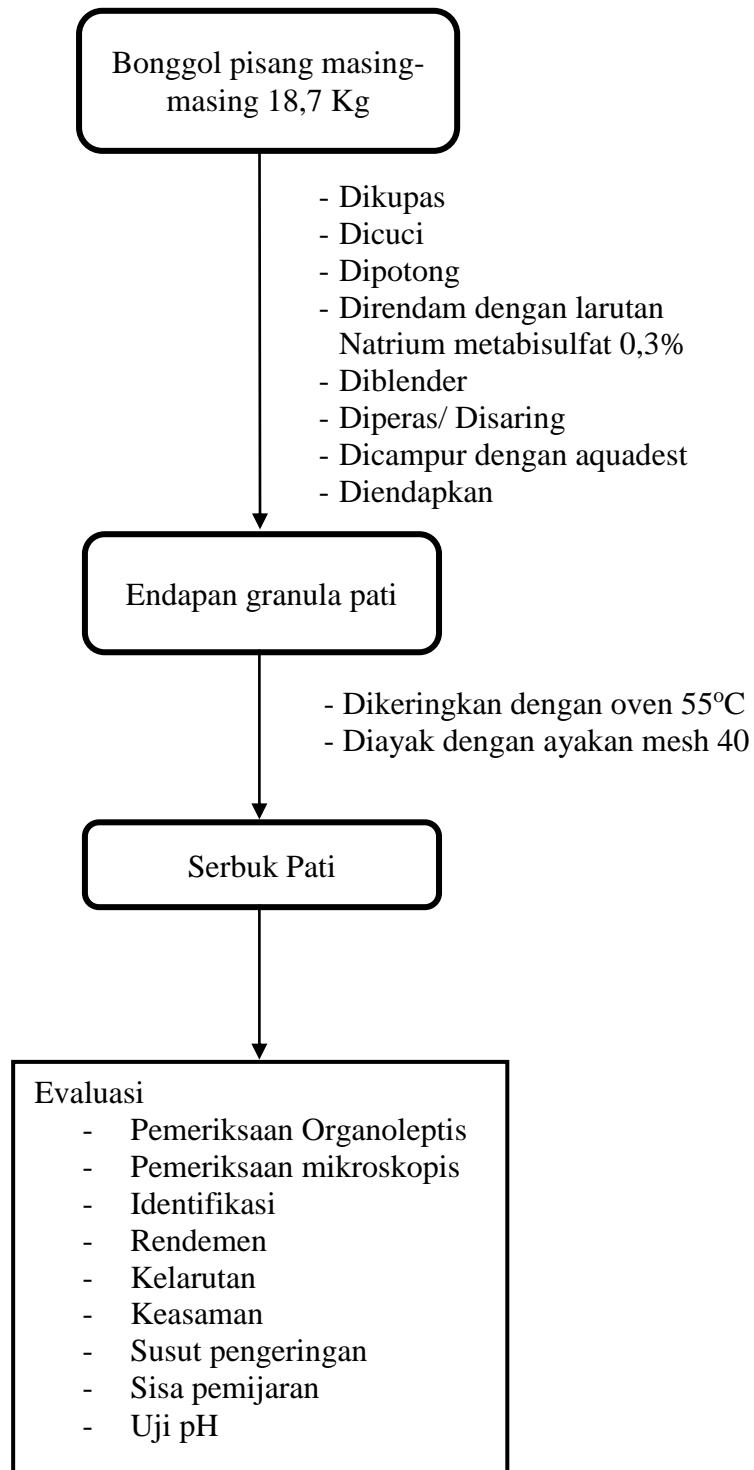 Bonggol pisang masing-
masing 18,7 Kg
- Dikupas
- Dicuci
- Dipotong
- Direndam dengan larutan
Natrium metabisulfat 0,3%
- Diblender
- Diperas/ Disaring
- Dicampur dengan aquadest
- Diendapkan
Endapan granula pati
- Dikeringkan dengan oven 55°C
- Diayak dengan ayakan mesh 40
Serbuk Pati
Evaluasi
- Pemeriksaan Organoleptis
- Pemeriksaan mikroskopis
- Identifikasi
- Rendemen
- Kelarutan
- Keasaman
- Susut pengeringan
- Sisa pemijaran
- Uji pH